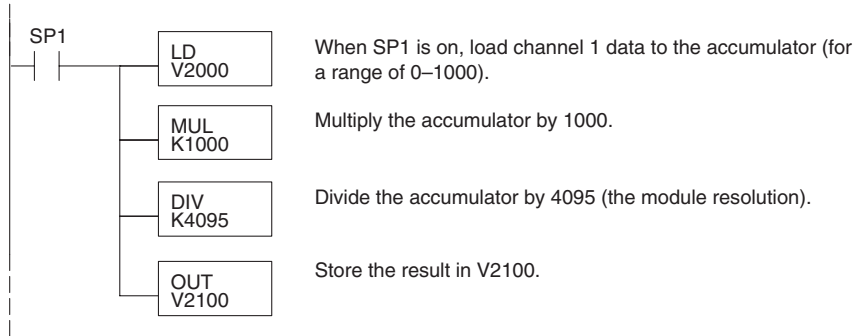 SP1
LD
V2000
When SP1 is on, load channel 1 data to the accumulator (for
a range of 0–1000).
MUL
K1000
Multiply the accumulator by 1000.
DIV
K4095
Divide the accumulator by 4095 (the module resolution).
OUT
V2100
Store the result in V2100.